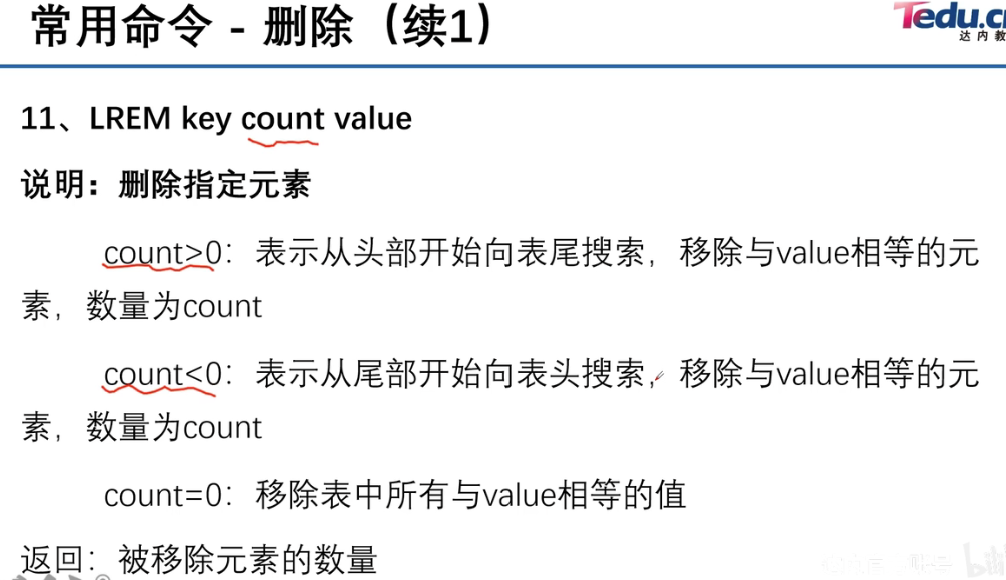 常用命令 - 删除（续1）
Tedu.c
达内教
11、LREM key count value
说明：删除指定元素
count>0：表示从头部开始向表尾搜索，移除与value相等的元
素，数量为count
count<0：表示从尾部开始向表头搜索，移除与value相等的元
素，数量为count
count=0：移除表中所有与value相等的值
返回：被移除元素的数量